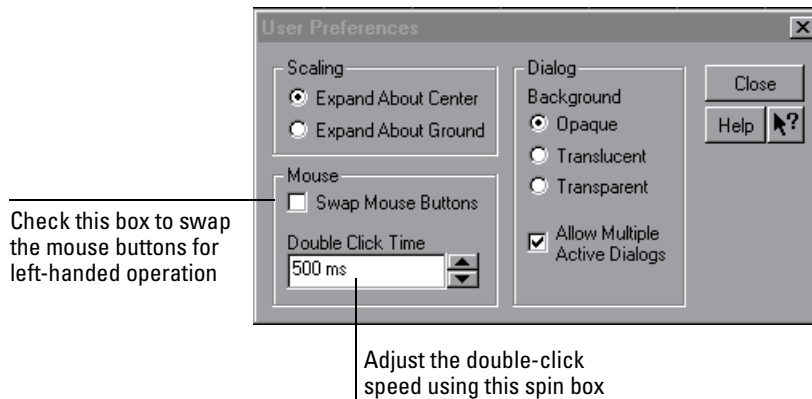 User Preferences
Scaling
Expand About Center
Expand About Ground
Mouse
Swap Mouse Buttons
Double Click Time
500 ms
Dialog
Background
Opaque
Translucent
Transparent
Allow Multiple
Active Dialogs
Close
Help
?
Check this box to swap
the mouse buttons for
left-handed operation
Adjust the double-click
speed using this spin box